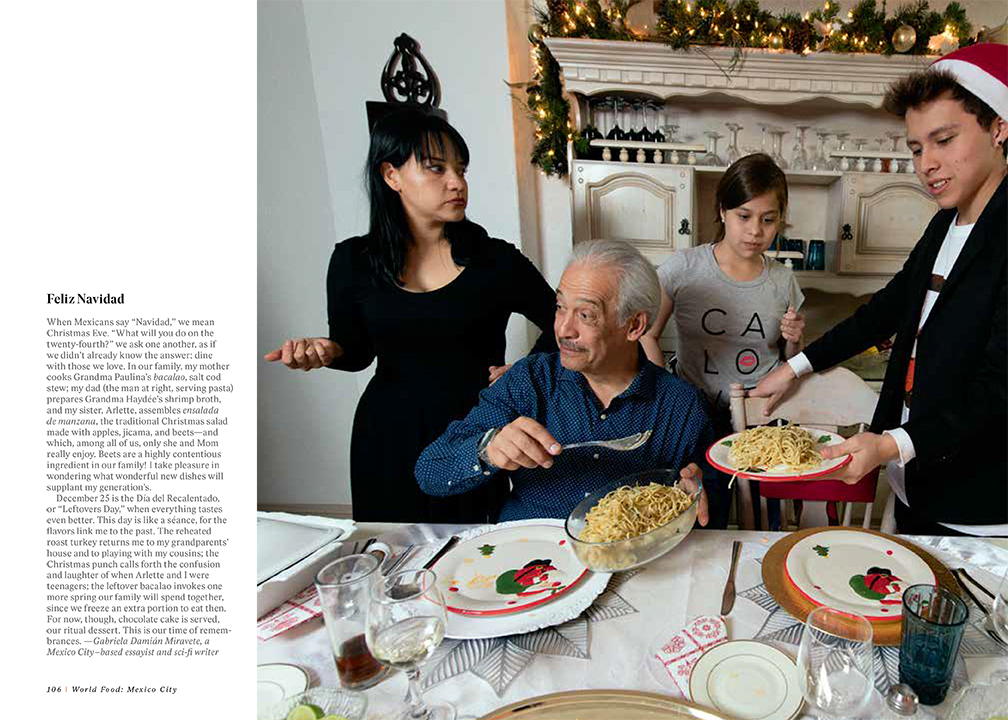 Feliz Navidad
When Mexicans say “Navidad,” we mean
Christmas Eve. “What will you do on the
twenty-fourth?” we ask one another, as if
we didn’t already know the answer: dine
with those we love. In our family, my mother
cooks Grandma Paulina’s bacalao, salt cod
stew; my dad (the man at right, serving pasta)
prepares Grandma Haydée’s shrimp broth,
and my sister, Arlette, assembles ensalada
de manzana, the traditional Christmas salad
made with apples, jicama, and beets—and
which, among all of us, only she and Mom
really enjoy. Beets are a highly contentious
ingredient in our family! I take pleasure in
wondering what wonderful new dishes will
supplant my generation’s.
December 25 is the Día del Recalentado,
or “Leftovers Day,” when everything tastes
even better. This day is like a séance, for the
flavors link me to the past. The reheated
roast turkey returns me to my grandparents’
house and to playing with my cousins; the
Christmas punch calls forth the confusion
and laughter of when Arlette and I were
teenagers; the leftover bacalao invokes one
more spring our family will spend together,
since we freeze an extra portion to eat then.
For now, though, chocolate cake is served,
our ritual dessert. This is our time of remem-
brances. —Gabriela Damián Miravete, a
Mexico City–based essayist and sci-fi writer
106 | World Food: Mexico City
CA
LO